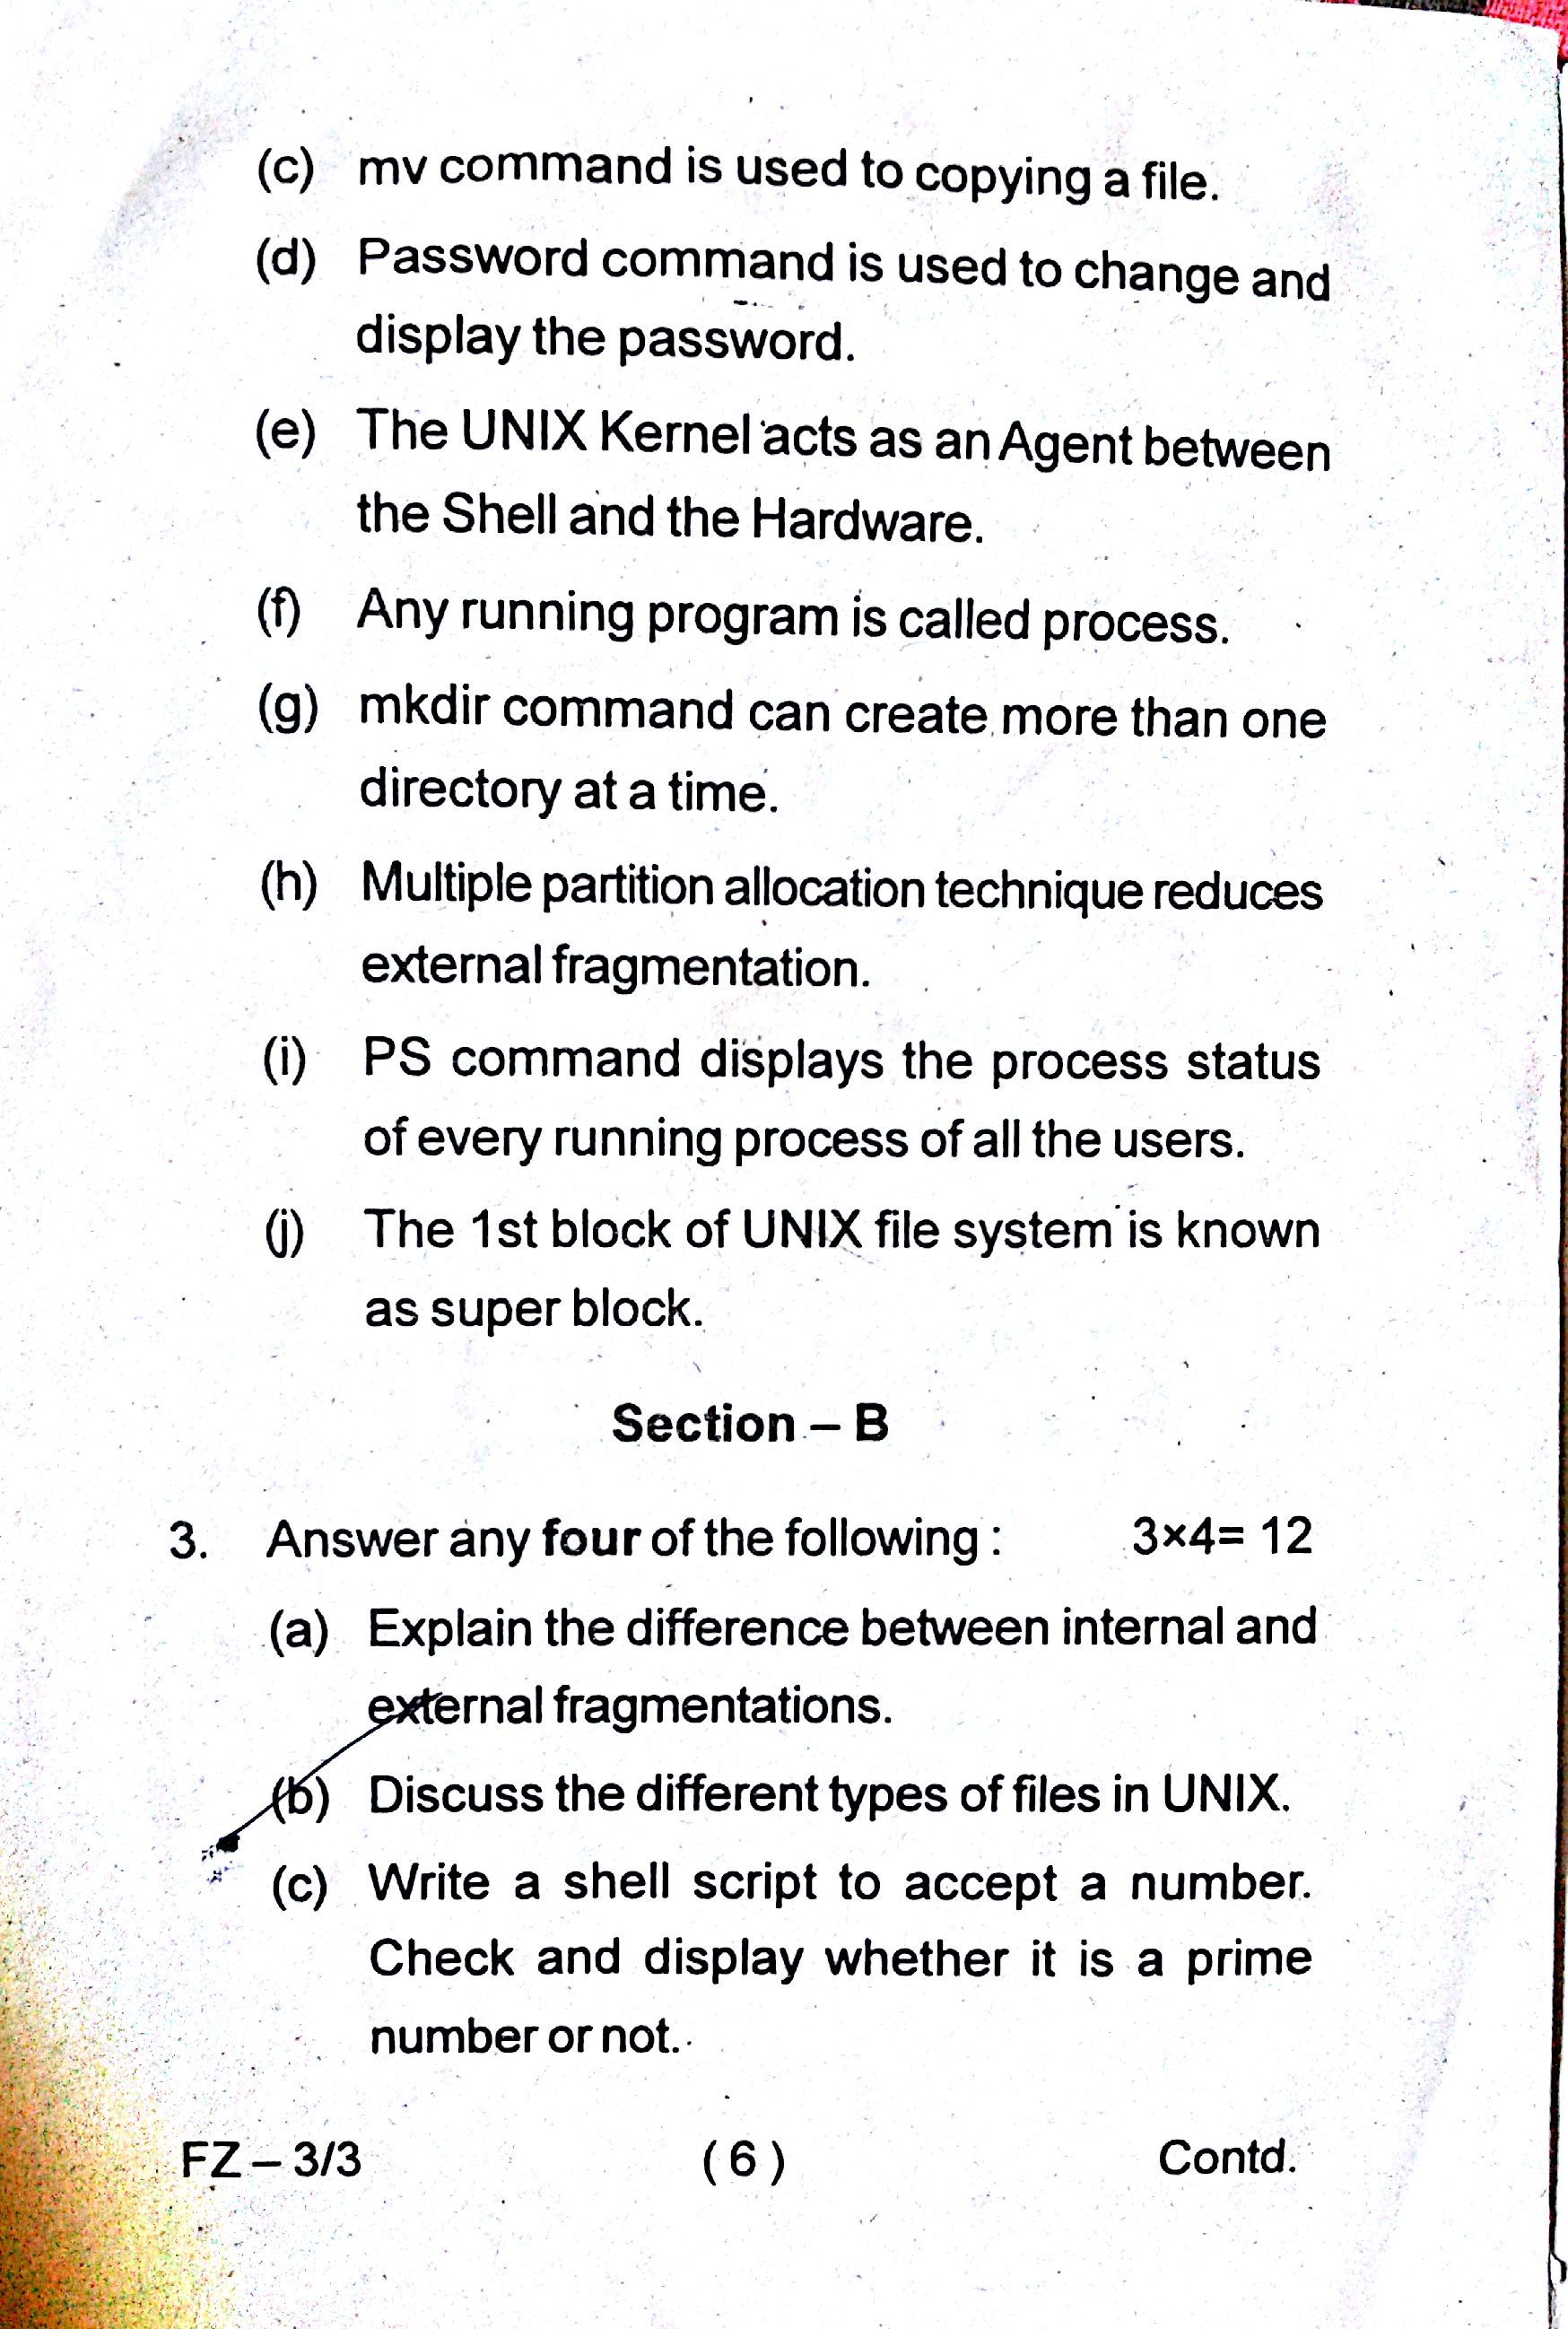 (c) mv command is used to copying a file.
(d) Password command is used to change and
display the password.
(e) The UNIX Kernel acts as an Agent between
the Shell and the Hardware.
(f) Any running program is called process.
(g) mkdir command can create more than one
directory at a time.
(h) Multiple partition allocation technique reduces
external fragmentation.
(i) PS command displays the process status
of every running process of all the users.
(j) The 1st block of UNIX file system is known
as super block.
Section – B
3. Answer any four of the following : 3×4= 12
(a) Explain the difference between internal and
external fragmentations.
(b) Discuss the different types of files in UNIX.
(c) Write a shell script to accept a number.
Check and display whether it is a prime
number or not.
FZ – 3/3 ( 6 ) Contd.